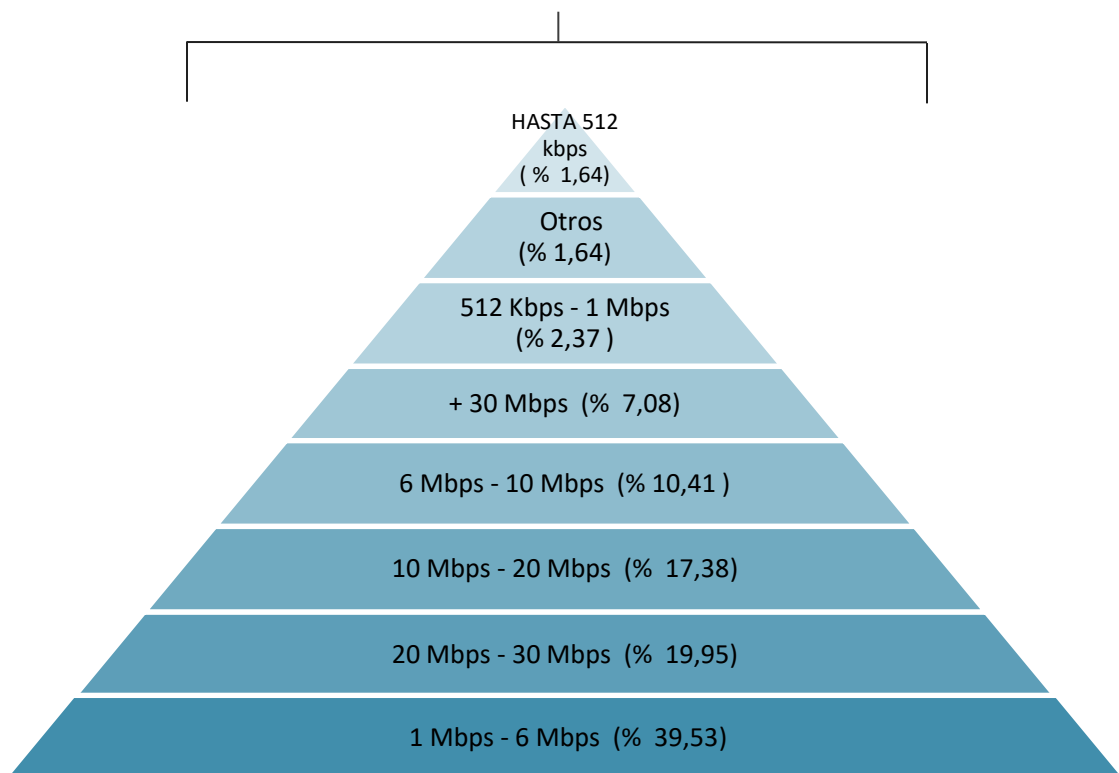 HASTA 512
kbps
( % 1,64)
Otros
(% 1,64)
512 Kbps - 1 Mbps
(% 2,37 )
+ 30 Mbps (% 7,08)
6 Mbps - 10 Mbps (% 10,41 )
10 Mbps - 20 Mbps (% 17,38)
20 Mbps - 30 Mbps (% 19,95)
1 Mbps - 6 Mbps (% 39,53)